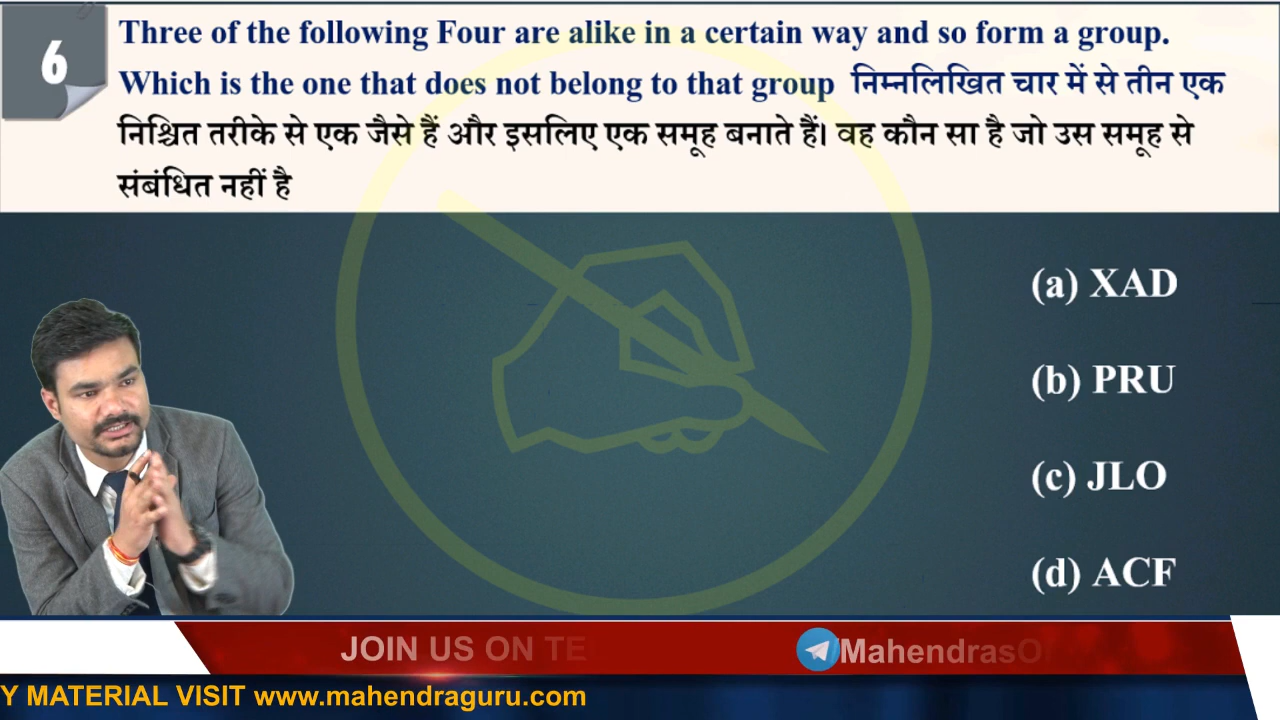 6
Three of the following Four are alike in a certain way and so form a group.
Which is the one that does not belong to that group निम्नलिखित चार में से तीन एक
निश्चित तरीके से एक जैसे हैं और इसलिए एक समूह बनाते हैं। वह कौन सा है जो उस समूह से
संबंधित नहीं है
(a) XAD
(b) PRU
(c) JLO
(d) ACF
JOIN US ON TE
/MahendrasO
Y MATERIAL VISIT www.mahendraguru.com